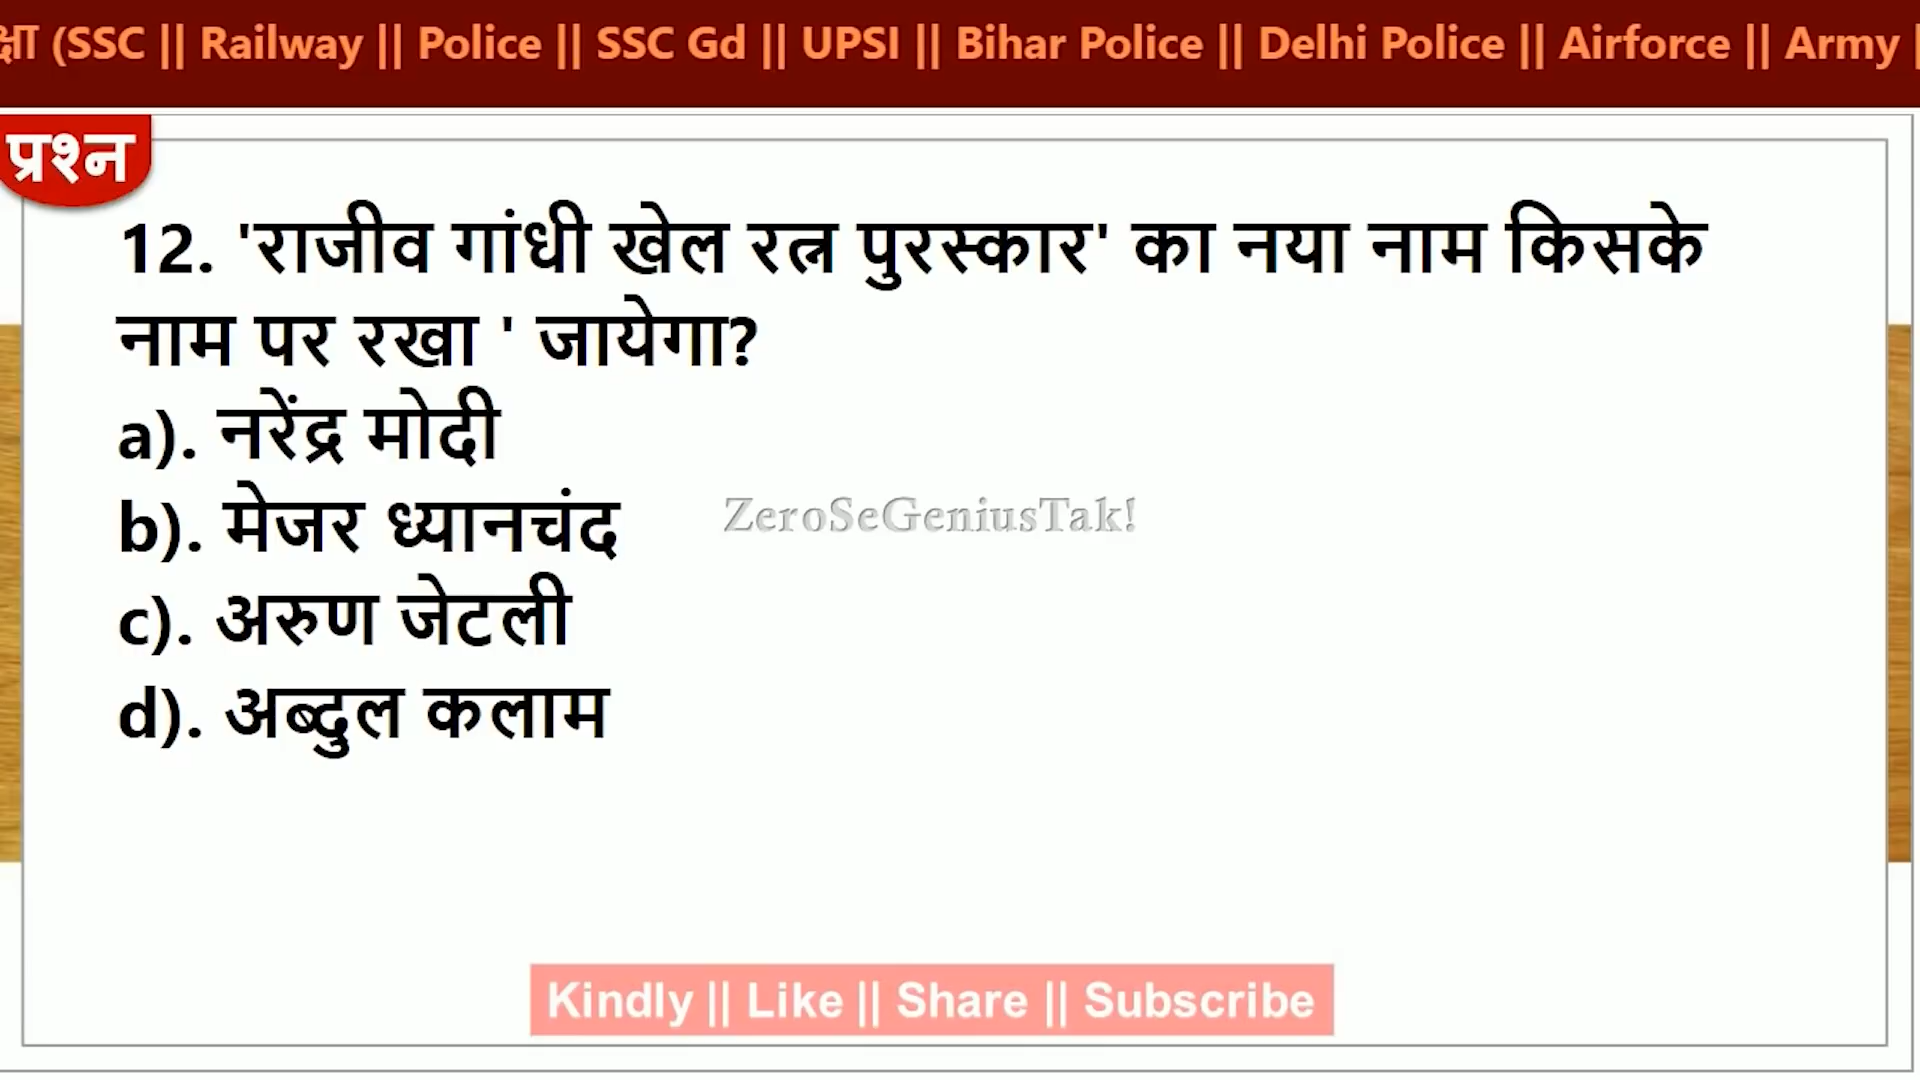 क्षा (SSC || Railway || Police || SSC Gd || UPSI || Bihar Police || Delhi Police || Airforce || Army |
प्रश्न
12. 'राजीव गांधी खेल रत्न पुरस्कार' का नया नाम किसके
नाम पर रखा ' जायेगा?
a). नरेंद्र मोदी
b). मेजर ध्यानचंद
ZeroSeGeniusTak!
c). अरुण जेटली
d). अब्दुल कलाम
Kindly || Like || Share || Subscribe